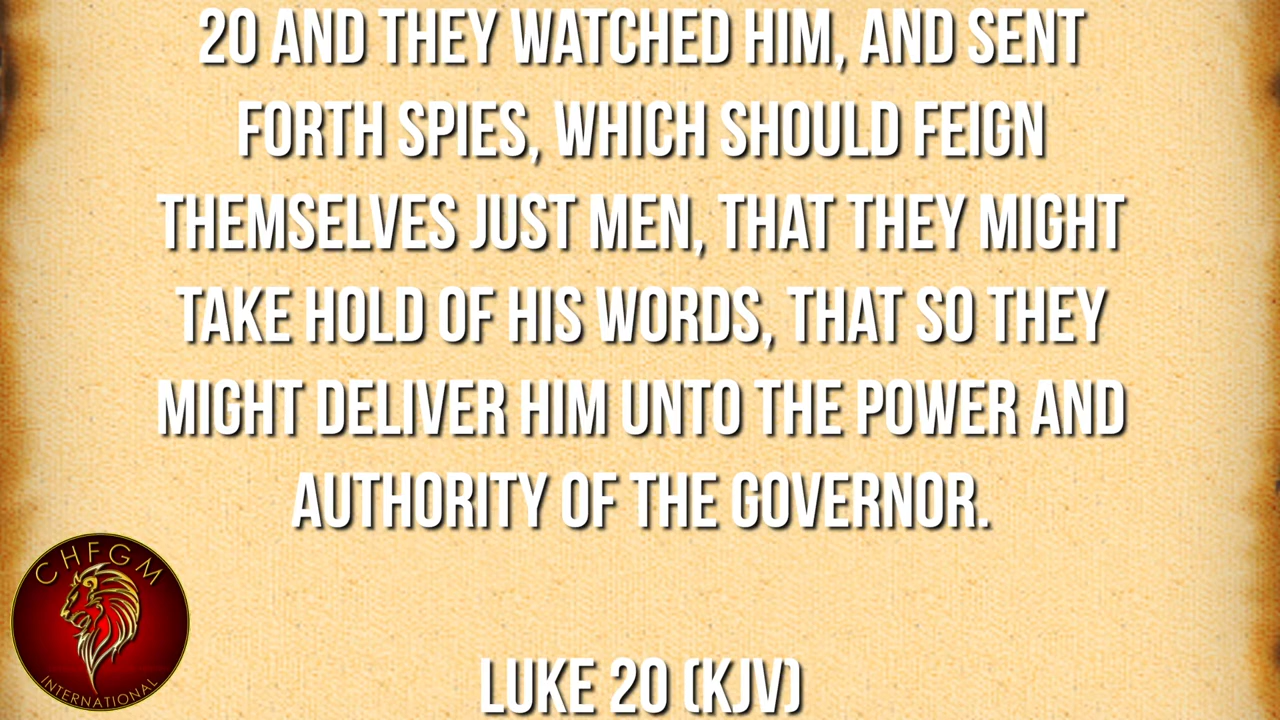 20 AND THEY WATCHED HIM, AND SENT
FORTH SPIES, WHICH SHOULD FEIGN
THEMSELVES JUST MEN, THAT THEY MIGHT
TAKE HOLD OF HIS WORDS, THAT SO THEY
MIGHT DELIVER HIM UNTO THE POWER AND
AUTHORITY OF THE GOVERNOR.
CHFGM
INTERNATIONAL
LUKE 20 (KJV)